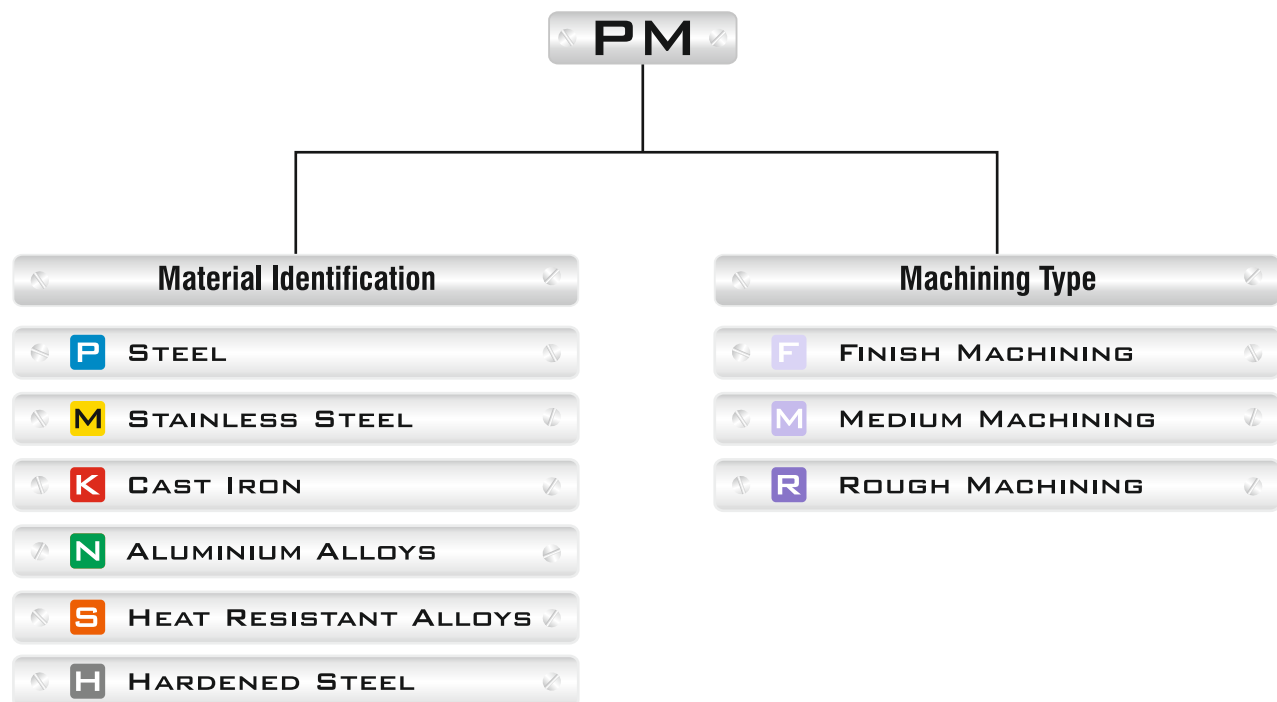 PM
Material Identification
P STEEL
M STAINLESS STEEL
K CAST IRON
N ALUMINIUM ALLOYS
S HEAT RESISTANT ALLOYS
H HARDENED STEEL
Machining Type
F FINISH MACHINING
M MEDIUM MACHINING
R ROUGH MACHINING